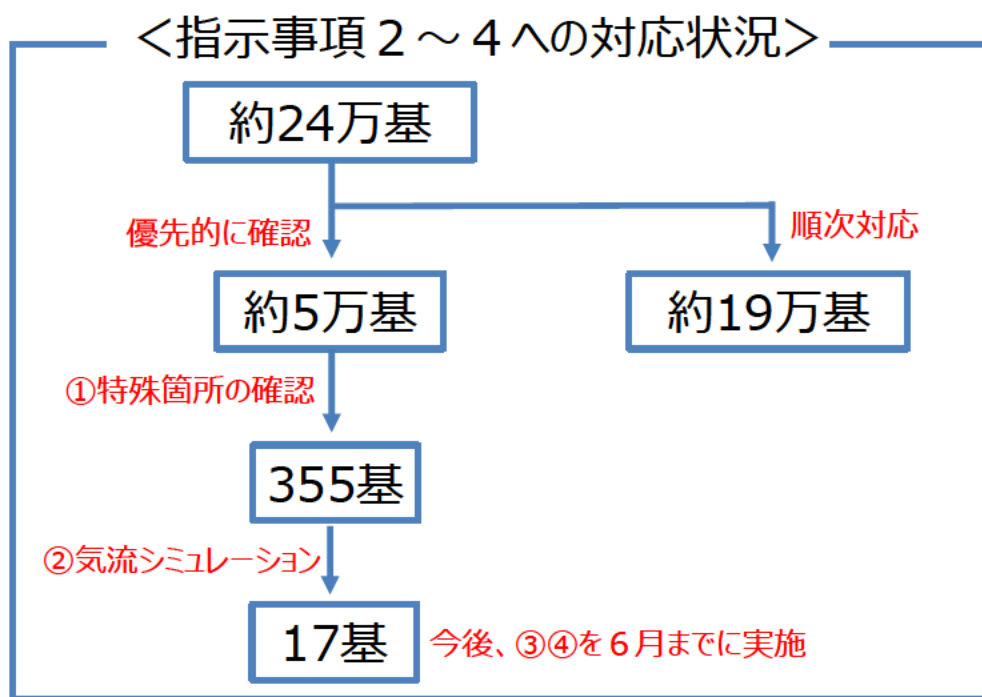 ＜指示事項２～４への対応状況＞
約24万基
優先的に確認
順次対応
約5万基
約19万基
①特殊箇所の確認
355基
②気流シミュレーション
17基
今後、③④を６月までに実施